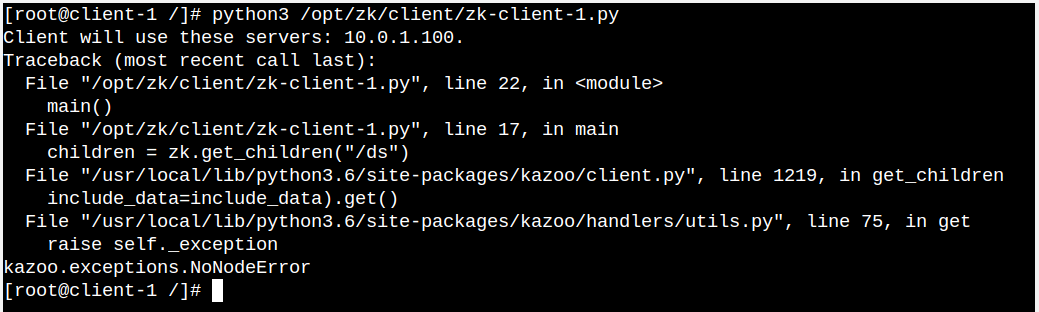 [root@client-1 /]# python3 /opt/zk/client/zk-client-1.py
Client will use these servers: 10.0.1.100.
Traceback (most recent call last):
  File "/opt/zk/client/zk-client-1.py", line 22, in <module>
    main()
  File "/opt/zk/client/zk-client-1.py", line 17, in main
    children = zk.get_children("/ds")
  File "/usr/local/lib/python3.6/site-packages/kazoo/client.py", line 1219, in get_children
    include_data=include_data).get()
  File "/usr/local/lib/python3.6/site-packages/kazoo/handlers/utils.py", line 75, in get
    raise self._exception
kazoo.exceptions.NoNodeError
[root@client-1 /]#